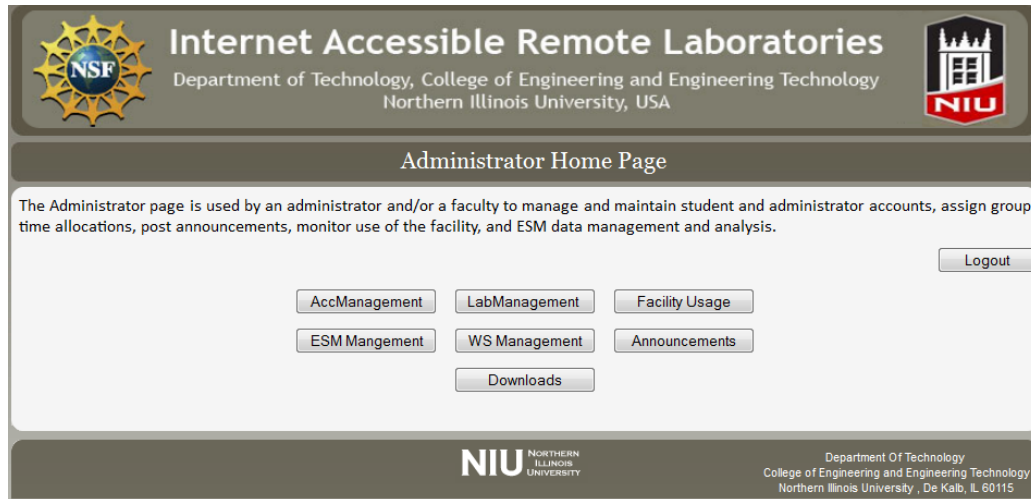 NSF
Internet Accessible Remote Laboratories
Department of Technology, College of Engineering and Engineering Technology
Northern Illinois University, USA
NIU
Administrator Home Page
The Administrator page is used by an administrator and/or a faculty to manage and maintain student and administrator accounts, assign group
time allocations, post announcements, monitor use of the facility, and ESM data management and analysis.
Logout
AccManagement LabManagement Facility Usage
ESM Mangement WS Management Announcements
Downloads
NIU
NORTHERN
ILLINOIS
UNIVERSITY
Department Of Technology
College of Engineering and Engineering Technology
Northern Illinois University , De Kalb, IL 60115